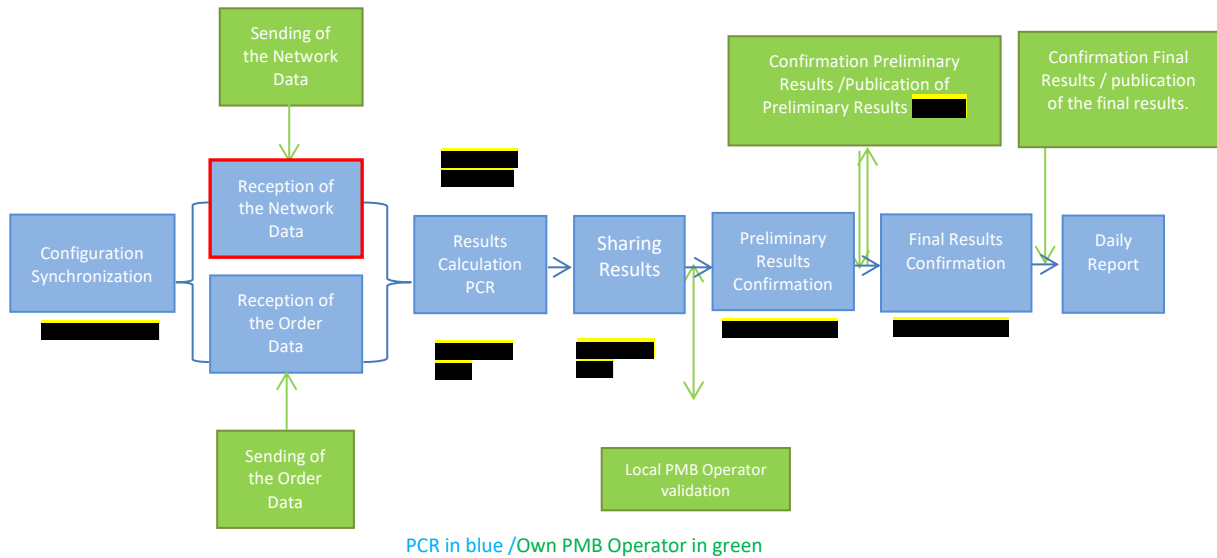 Sending of
the Network
Data
Confirmation Preliminary
Results /Publication of
Preliminary Results
Confirmation Final
Results / publication
of the final results.
Reception of
the Network
Data
Configuration
Synchronization
Reception of
the Order
Data
Results
Calculation
PCR
Sharing
Results
Preliminary
Results
Confirmation
Final Results
Confirmation
Daily
Report
Sending of
the Order
Data
Local PMB Operator
validation
PCR in blue /Own PMB Operator in green